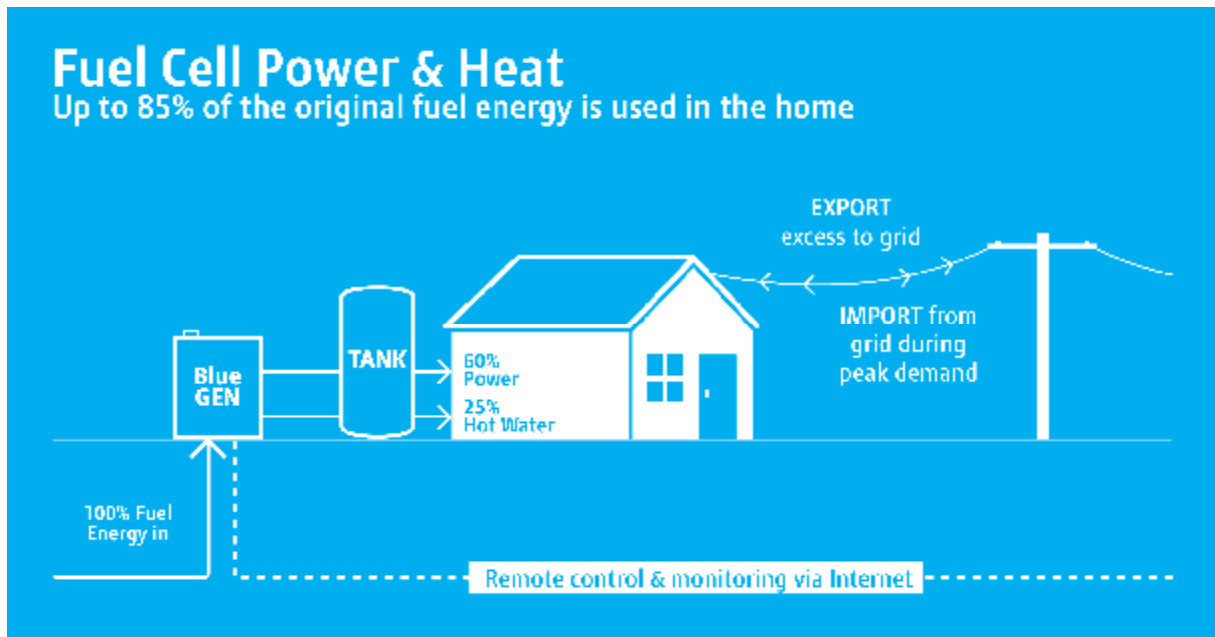 Fuel Cell Power & Heat
Up to 85% of the original fuel energy is used in the home
EXPORT
excess to grid
IMPORT from
grid during
peak demand
TANK
Blue
GEN
60%
Power
25%
Hot Water
100% Fuel
Energy in
Remote control & monitoring via Internet